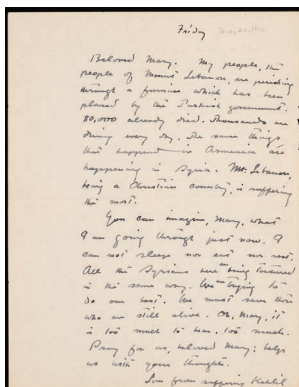 Friday
Beloved Mary. My people, the
people of Mount Lebanon, are perishing
through a famine which has been
planned by the Turkish government.
80,000 already died. Thousands are
dying every day. The same things
that happened in Armenia are
happening in Syria. Mt. Lebanon,
being a Christian country, is suffering
the most.
You can imagine, Mary, what
I am going through just now. I
can not sleep nor eat nor rest.
All the Syrians here are being tortured
in the same way. We are trying to
do our best. We must save those
who are still alive. Oh, Mary, it
is too much to bear, too much.
Pray for us, beloved Mary; help
us with your thoughts.
Love from suffering Kahlil